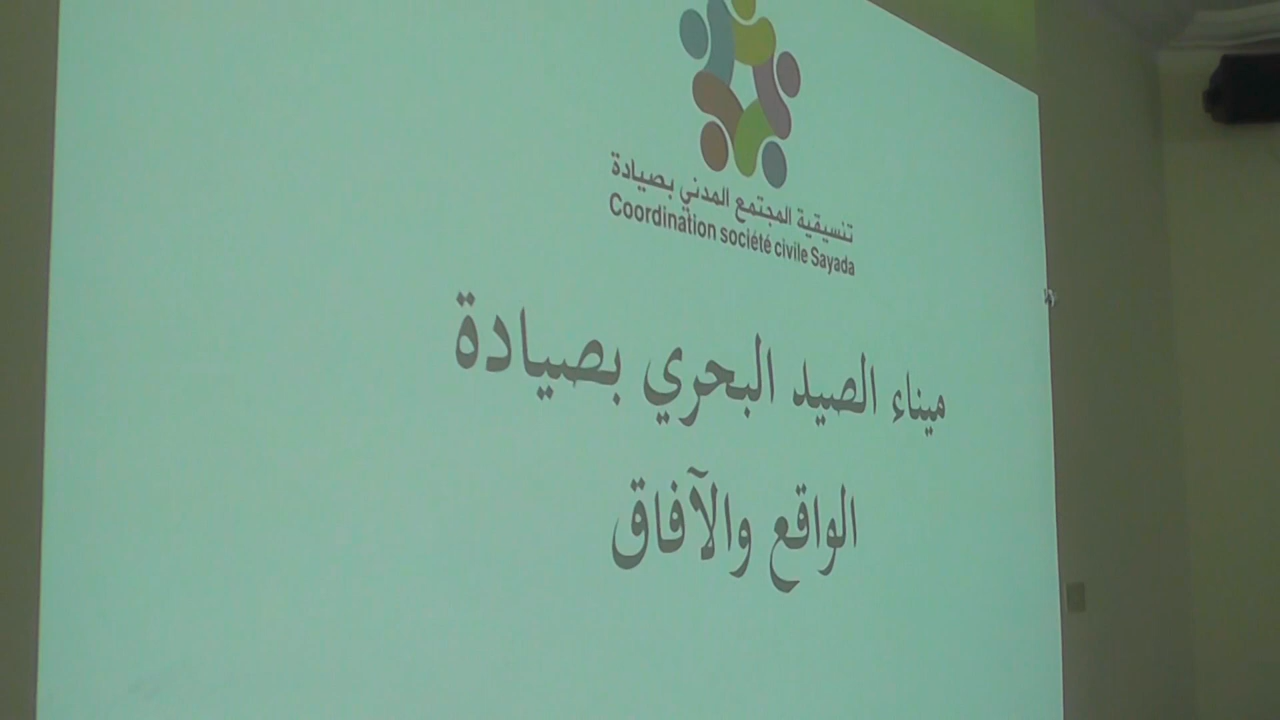 تنسيقية المجتمع المدني بصيادة
Coordination société civile Sayada
ميناء الصيد البحري بصيادة
الواقع والآفاق